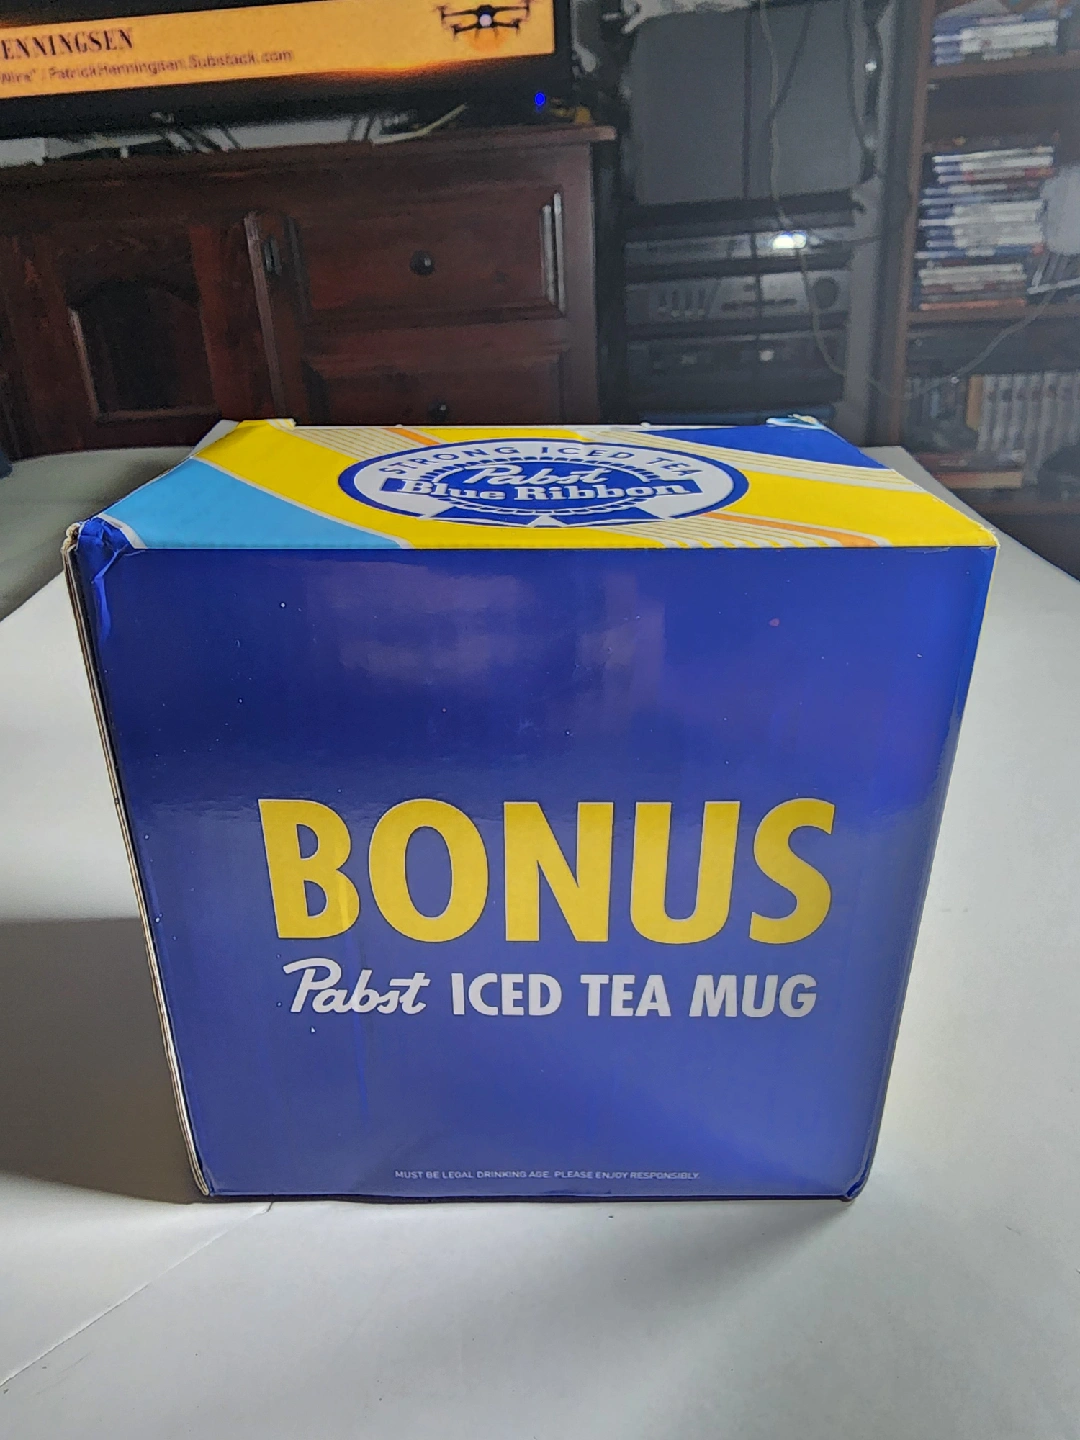 ENNINGSEN
Wire" / PatrickHenningsen.Substack.com
STRONG ICED TEA
Pabst
Blue Ribbon
BONUS
Pabst ICED TEA MUG
MUST BE LEGAL DRINKING AGE. PLEASE ENJOY RESPONSIBLY.